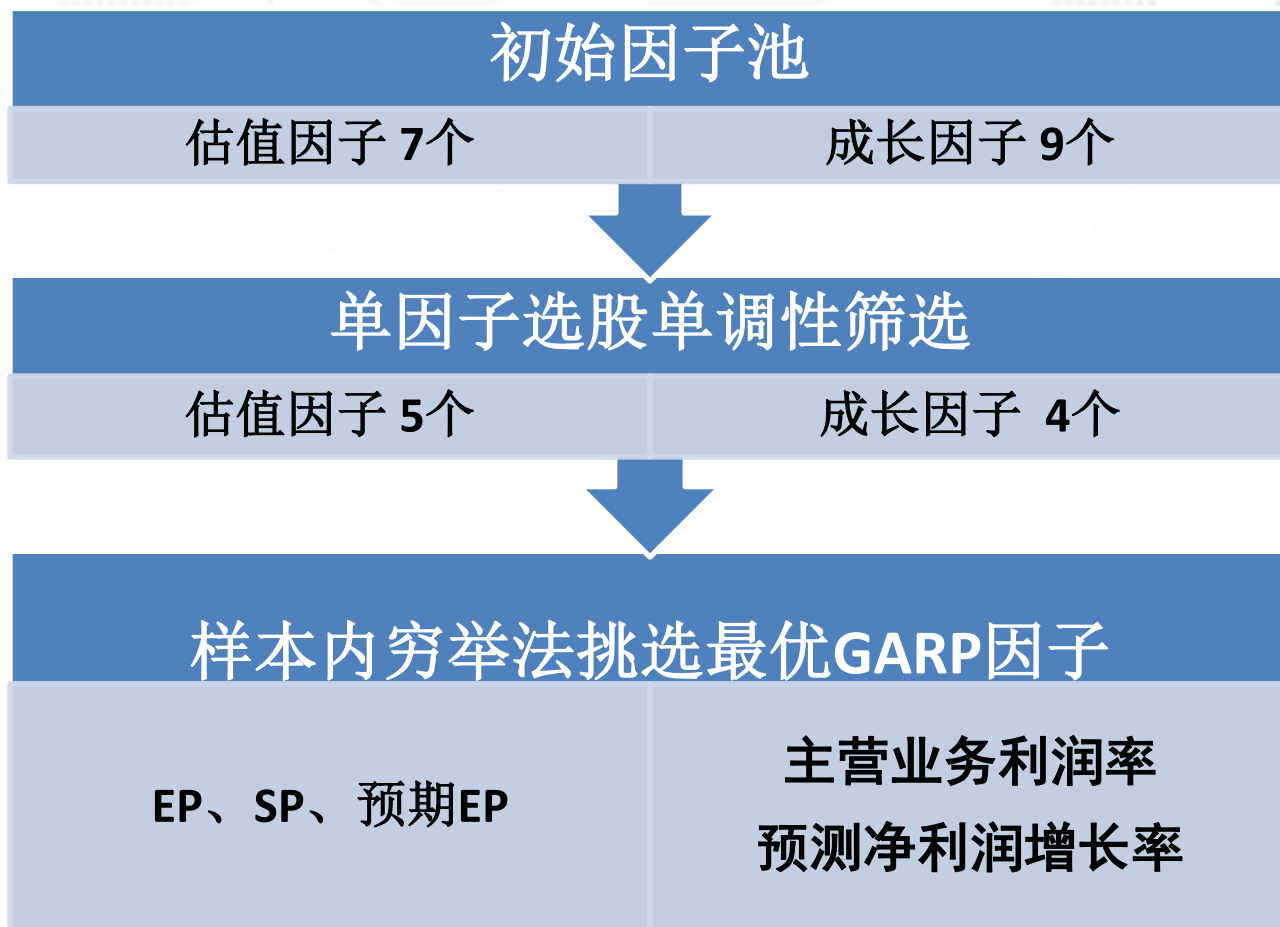 初始因子池
估值因子 7个
成长因子 9个
单因子选股单调性筛选
估值因子 5个
成长因子 4个
样本内穷举法挑选最优GARP因子
EP、SP、预期EP
主营业务利润率
预测净利润增长率